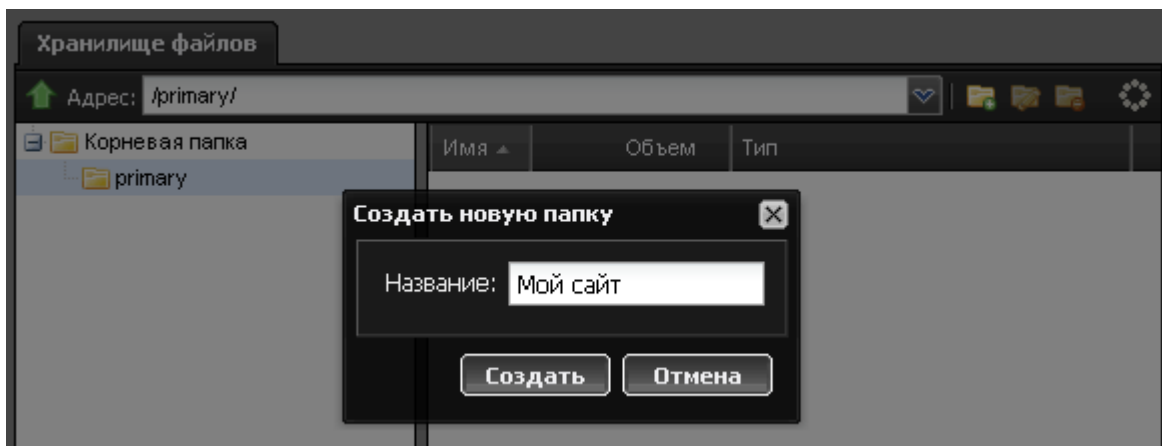 Хранилище файлов
Адрес: /primary/
Корневая папка
primary
Имя Объем Тип
Создать новую папку
Название: Мой сайт
Создать Отмена